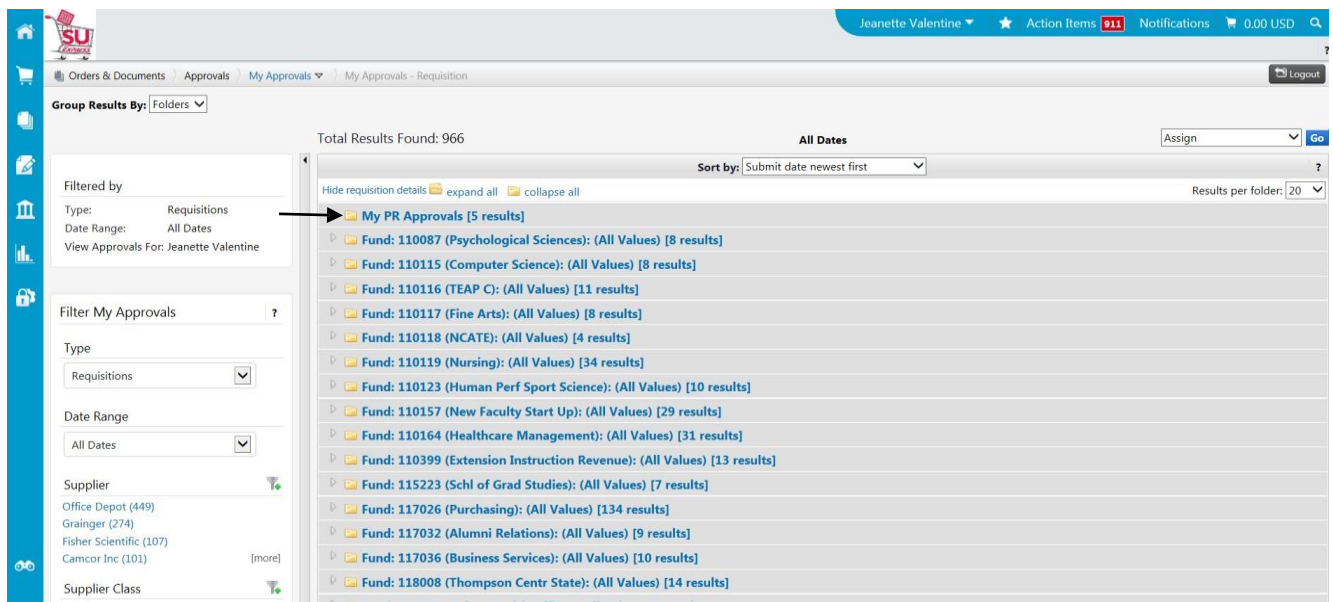 SU
EXPRESS
Jeanette Valentine
Action Items 911
Notifications
0.00 USD
?
Orders & Documents
Approvals
My Approvals
My Approvals - Requisition
Logout
Group Results By: Folders
Total Results Found: 966
All Dates
Assign
Go
Sort by: Submit date newest first
?
Filtered by
Type: Requisitions
Date Range: All Dates
View Approvals For: Jeanette Valentine
Filter My Approvals ?
Type
Requisitions
Date Range
All Dates
Supplier
Office Depot (449)
Grainger (274)
Fisher Scientific (107)
Camcor Inc (101) [more]
Supplier Class
Hide requisition details expand all collapse all
Results per folder: 20
My PR Approvals [5 results]
Fund: 110087 (Psychological Sciences): (All Values) [8 results]
Fund: 110115 (Computer Science): (All Values) [8 results]
Fund: 110116 (TEAP C): (All Values) [11 results]
Fund: 110117 (Fine Arts): (All Values) [8 results]
Fund: 110118 (NCATE): (All Values) [4 results]
Fund: 110119 (Nursing): (All Values) [34 results]
Fund: 110123 (Human Perf Sport Science): (All Values) [10 results]
Fund: 110157 (New Faculty Start Up): (All Values) [29 results]
Fund: 110164 (Healthcare Management): (All Values) [31 results]
Fund: 110399 (Extension Instruction Revenue): (All Values) [13 results]
Fund: 115223 (Schl of Grad Studies): (All Values) [7 results]
Fund: 117026 (Purchasing): (All Values) [134 results]
Fund: 117032 (Alumni Relations): (All Values) [9 results]
Fund: 117036 (Business Services): (All Values) [10 results]
Fund: 118008 (Thompson Centr State): (All Values) [14 results]